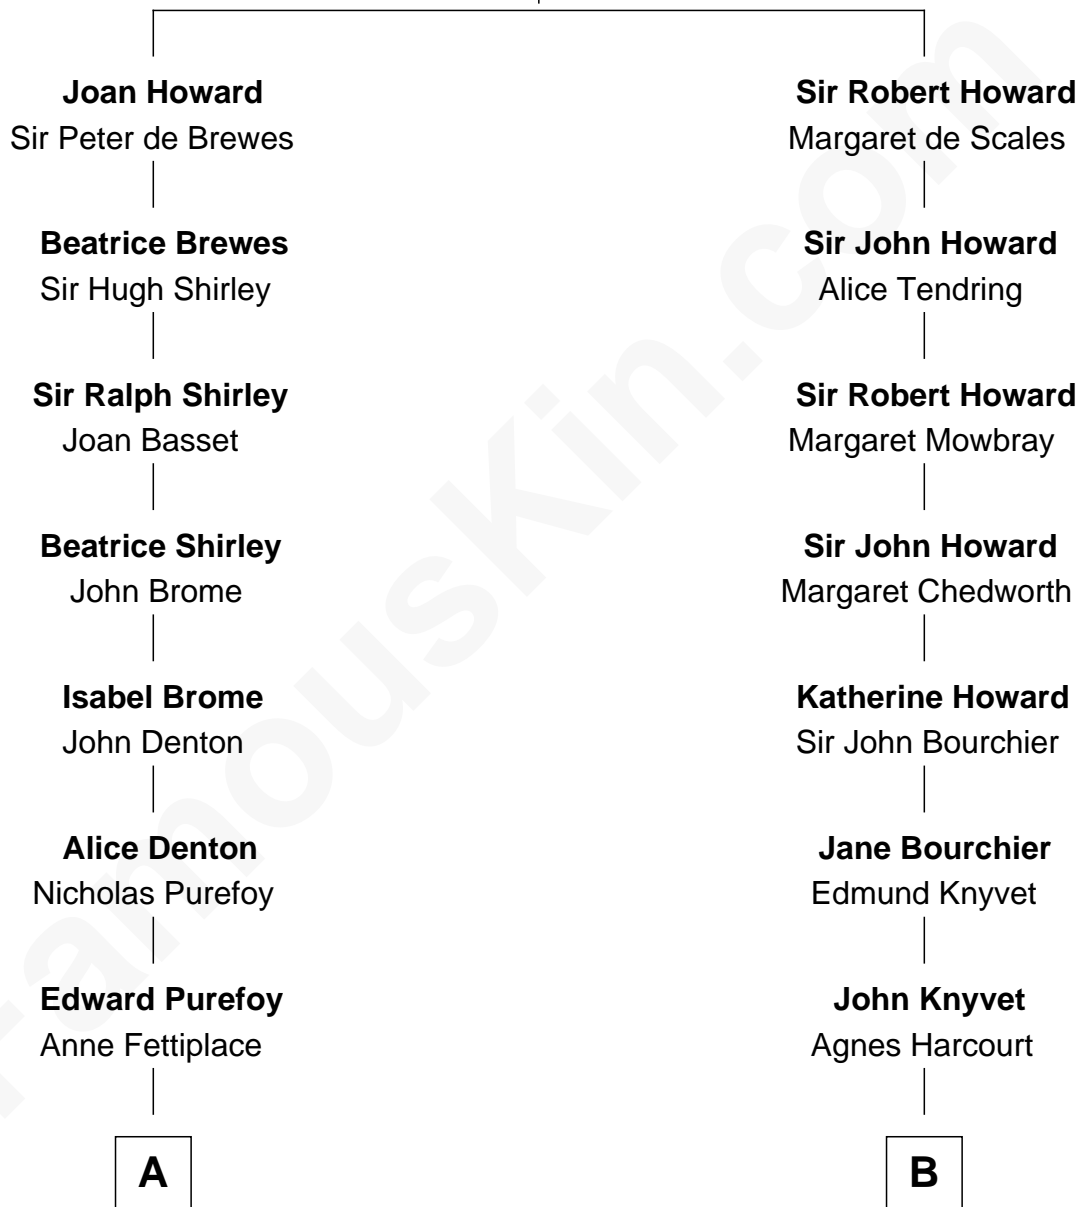 Joan Howard
Sir Peter de Brewes
Beatrice Brewes
Sir Hugh Shirley
Sir Ralph Shirley
Joan Basset
Beatrice Shirley
John Brome
Isabel Brome
John Denton
Alice Denton
Nicholas Purefoy
Edward Purefoy
Anne Fettiplace
A
Sir Robert Howard
Margaret de Scales
Sir John Howard
Alice Tendring
Sir Robert Howard
Margaret Mowbray
Sir John Howard
Margaret Chedworth
Katherine Howard
Sir John Bourchier
Jane Bourchier
Edmund Knyvet
John Knyvet
Agnes Harcourt
B
FamousKin.com